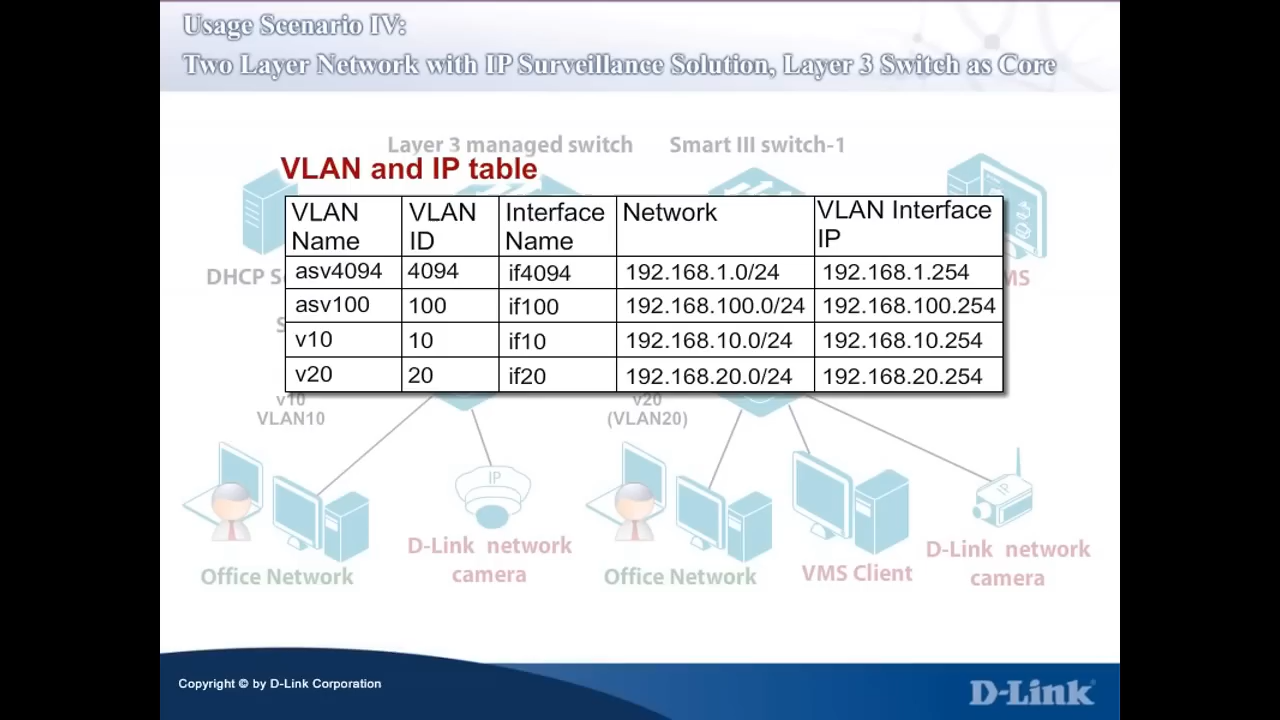 Usage Scenario IV:
Two Layer Network with IP Surveillance Solution, Layer 3 Switch as Core
Layer 3 managed switch
Smart III switch-1
VLAN and IP table
VLAN Name | VLAN ID | Interface Name | Network | VLAN Interface IP
asv4094 | 4094 | if4094 | 192.168.1.0/24 | 192.168.1.254
asv100 | 100 | if100 | 192.168.100.0/24 | 192.168.100.254
v10 | 10 | if10 | 192.168.10.0/24 | 192.168.10.254
v20 | 20 | if20 | 192.168.20.0/24 | 192.168.20.254
DHCP
v10
VLAN10
v20
(VLAN20)
IP
IP
D-Link network
camera
D-Link network
camera
Office Network
Office Network
VMS Client
Copyright © by D-Link Corporation
D-Link